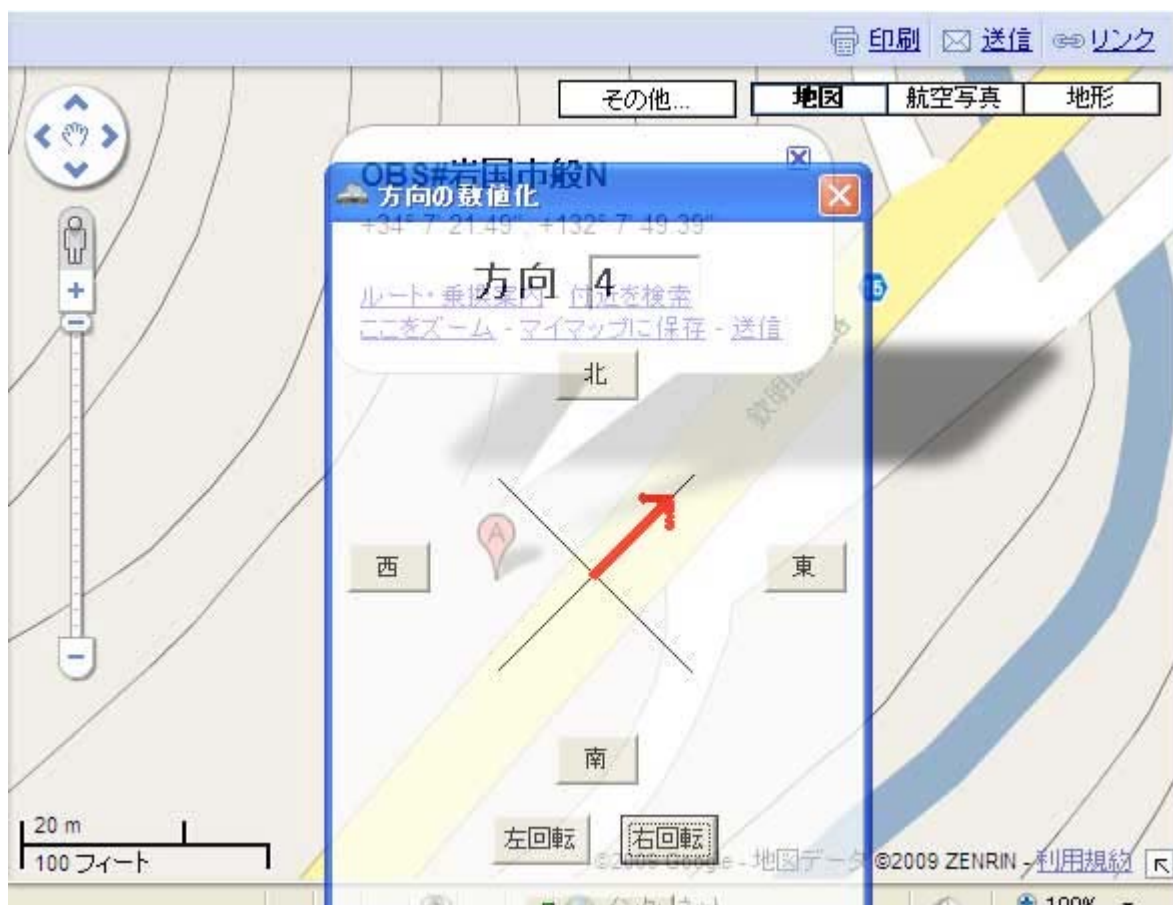 印刷 送信 リンク
その他... 地図 航空写真 地形
OBS#岩国市般N
方向の数値化
+34° 7' 21.49", +132° 7' 49.39"
方向 4
ルート・乗換案内 付近を検索
ここをズーム - マイマップに保存 - 送信
北
A
西
東
南
左回転 右回転
20 m
100 フィート
©2009 Google - 地図データ ©2009 ZENRIN - 利用規約
100%